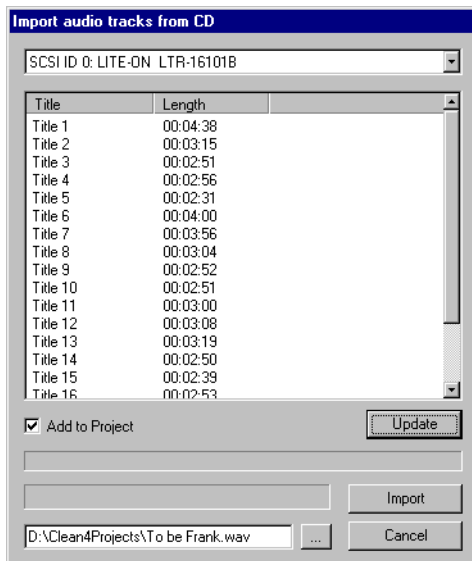 Import audio tracks from CD
SCSI ID 0: LITE-ON LTR-16101B
Title Length
Title 1 00:04:38
Title 2 00:03:15
Title 3 00:02:51
Title 4 00:02:56
Title 5 00:02:31
Title 6 00:04:00
Title 7 00:03:56
Title 8 00:03:04
Title 9 00:02:52
Title 10 00:02:51
Title 11 00:03:00
Title 12 00:03:08
Title 13 00:03:19
Title 14 00:02:50
Title 15 00:02:39
Title 16 00:02:53
Add to Project Update
Import
D:\Clean4Projects\To be Frank.wav ... Cancel